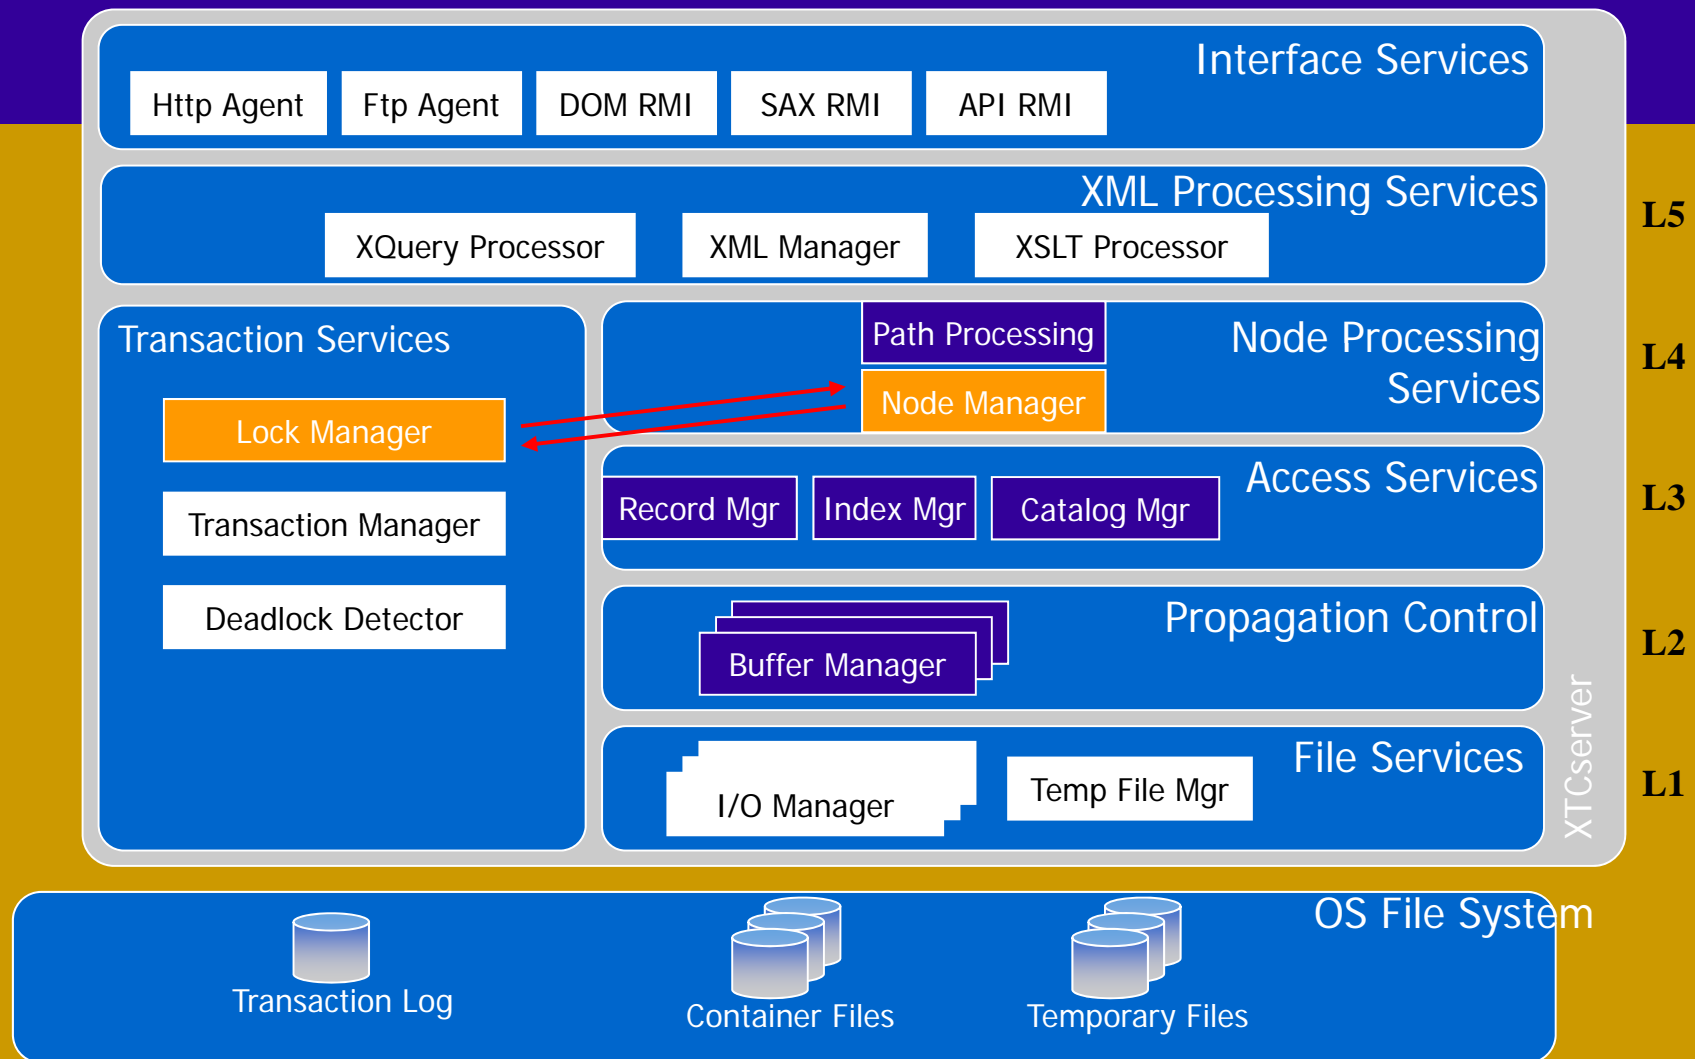 Interface Services
Http Agent
Ftp Agent
DOM RMI
SAX RMI
API RMI
XML Processing Services
L5
XQuery Processor
XML Manager
XSLT Processor
Transaction Services
Lock Manager
Transaction Manager
Deadlock Detector
Path Processing
Node Manager
Node Processing
Services
L4
Access Services
L3
Record Mgr
Index Mgr
Catalog Mgr
Propagation Control
L2
Buffer Manager
File Services
L1
I/O Manager
Temp File Mgr
XTCserver
OS File System
Transaction Log
Container Files
Temporary Files